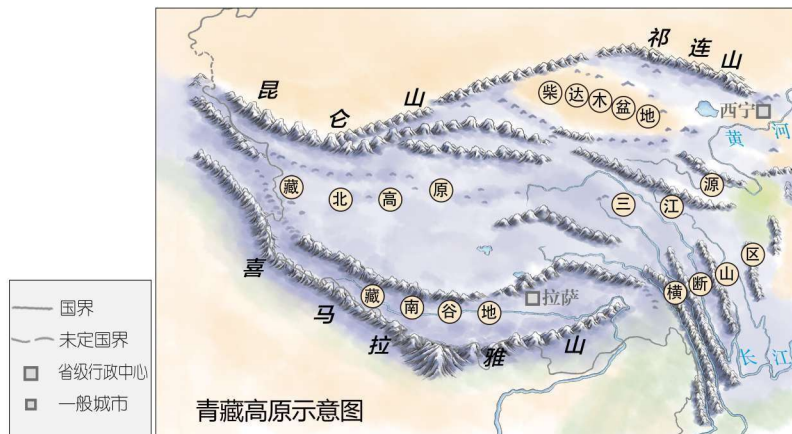 昆仑山
祁连山
柴达木盆地
西宁
黄河
藏北高原
三江源
喜马拉雅山
藏南谷地
拉萨
横断山区
长江
国界
未定国界
省级行政中心
一般城市
青藏高原示意图